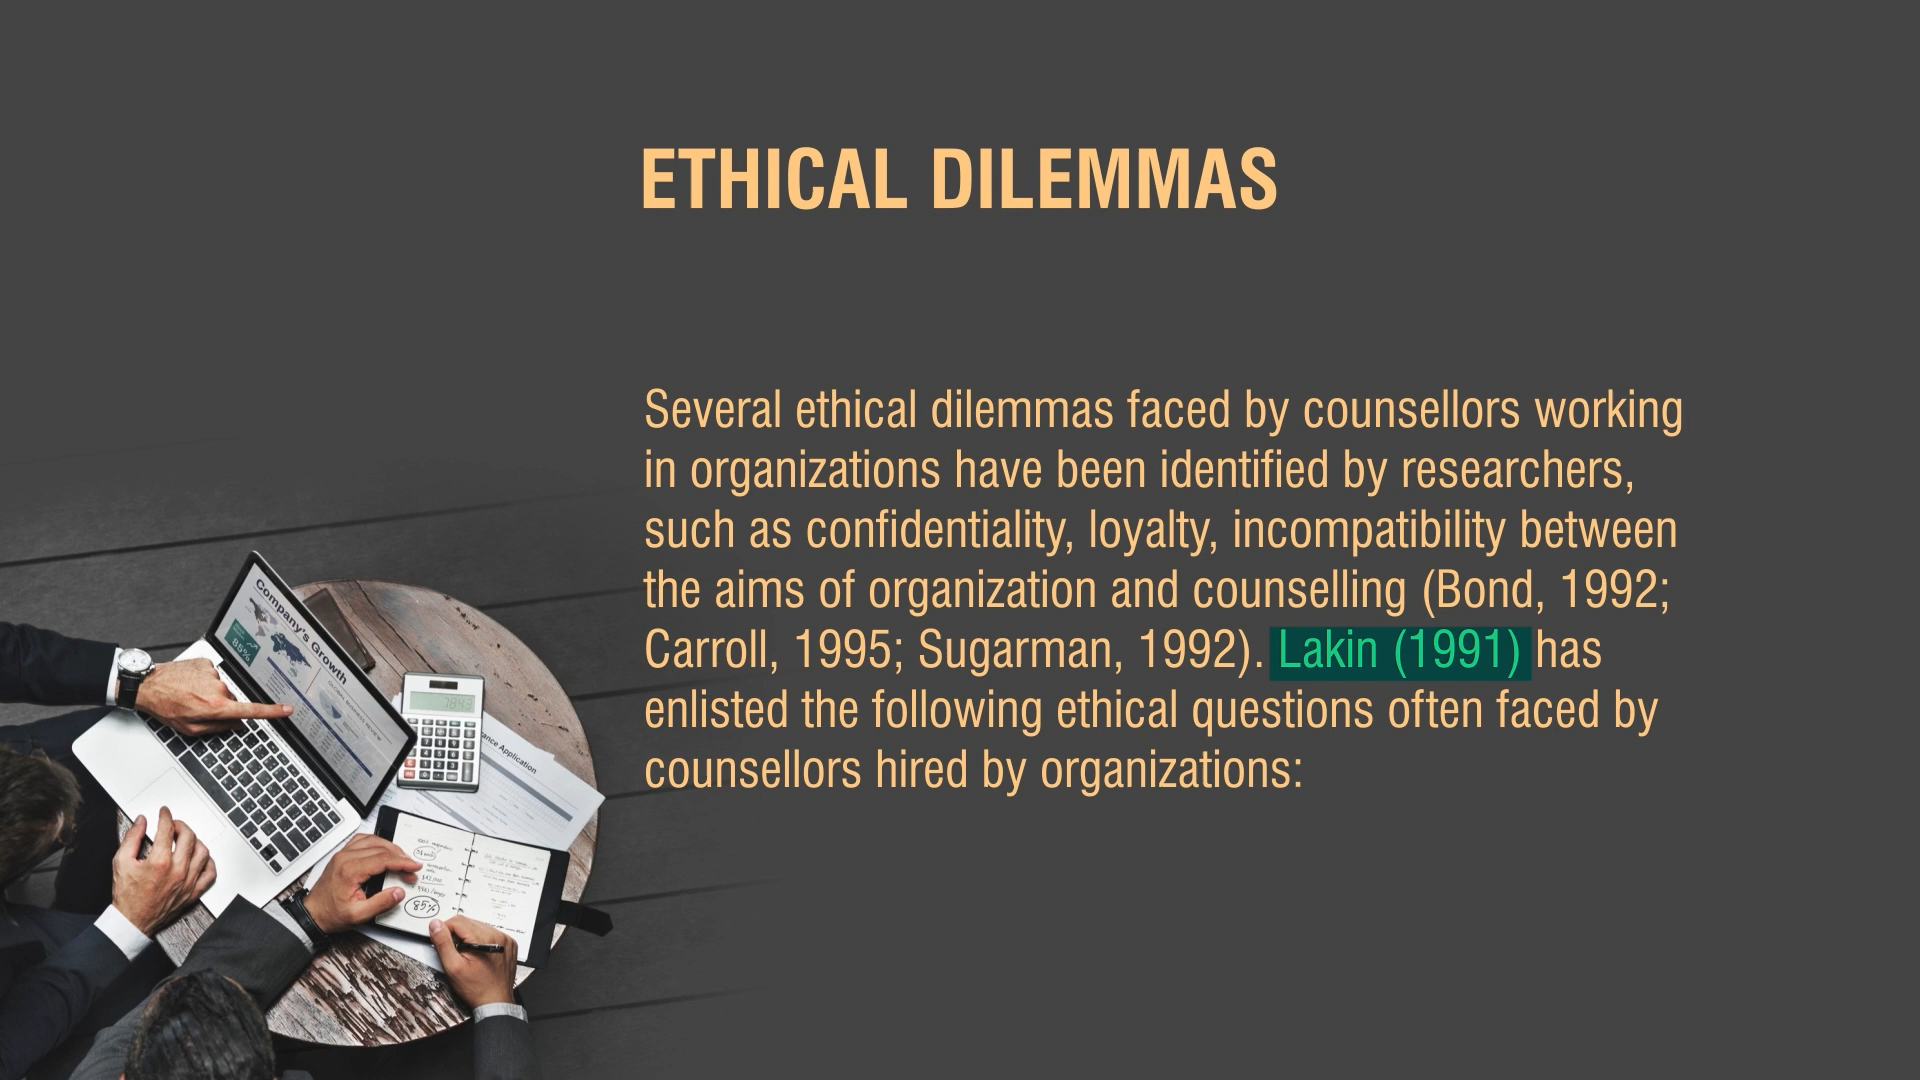 ETHICAL DILEMMAS
Several ethical dilemmas faced by counsellors working
in organizations have been identified by researchers,
such as confidentiality, loyalty, incompatibility between
the aims of organization and counselling (Bond, 1992;
Carroll, 1995; Sugarman, 1992). Lakin (1991) has
enlisted the following ethical questions often faced by
counsellors hired by organizations:
Company's Growth
85%
85%